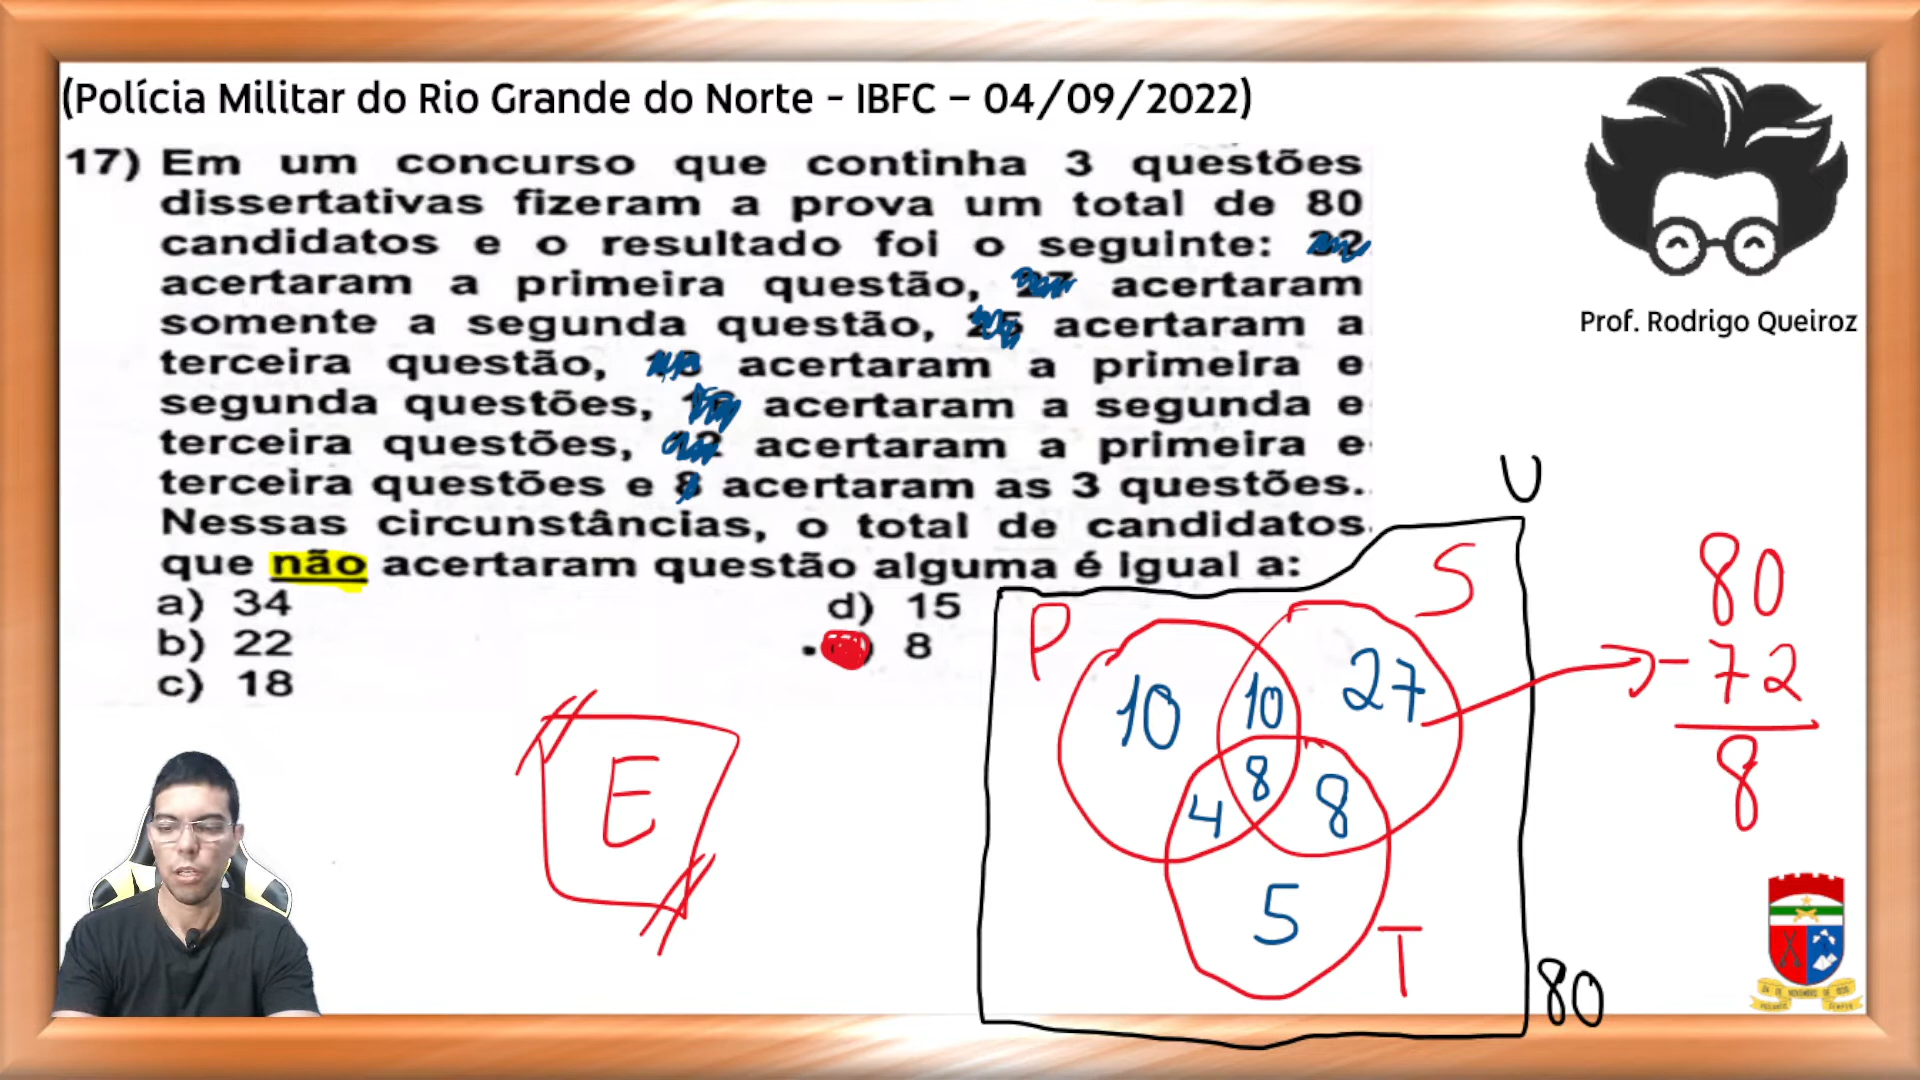 (Polícia Militar do Rio Grande do Norte - IBFC – 04/09/2022)
17) Em um concurso que continha 3 questões
dissertativas fizeram a prova um total de 80
candidatos e o resultado foi o seguinte: 32
acertaram a primeira questão, 27 acertaram
somente a segunda questão, 25 acertaram a
terceira questão, acertaram a primeira e
segunda questões, acertaram a segunda e
terceira questões, 12 acertaram a primeira e
terceira questões e 8 acertaram as 3 questões.
Nessas circunstâncias, o total de candidatos
que não acertaram questão alguma é Igual a:
a) 34
b) 22
c) 18
d) 15
8
Prof. Rodrigo Queiroz
E
U
P
S
10
10
27
8
4
8
5
T
80
80
-72
8